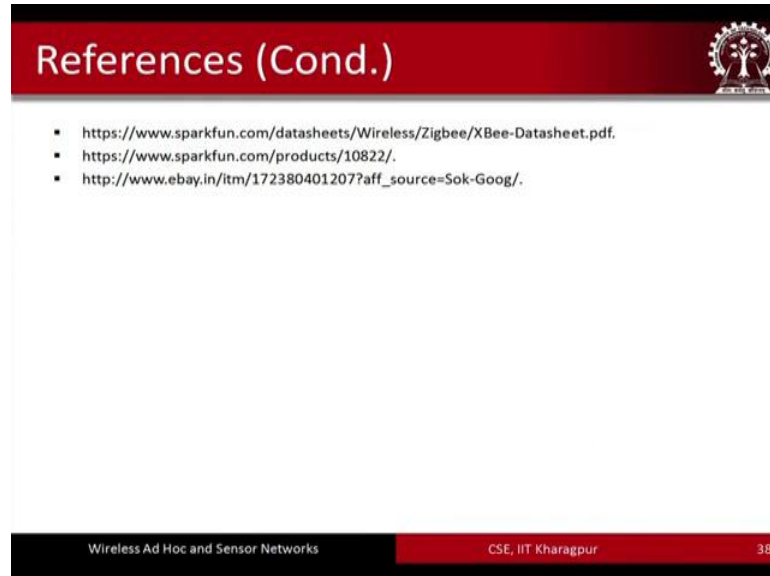 References (Cond.)
▪ https://www.sparkfun.com/datasheets/Wireless/Zigbee/XBee-Datasheet.pdf.
▪ https://www.sparkfun.com/products/10822/.
▪ http://www.ebay.in/itm/172380401207?aff_source=Sok-Goog/.
Wireless Ad Hoc and Sensor Networks
CSE, IIT Kharagpur
38